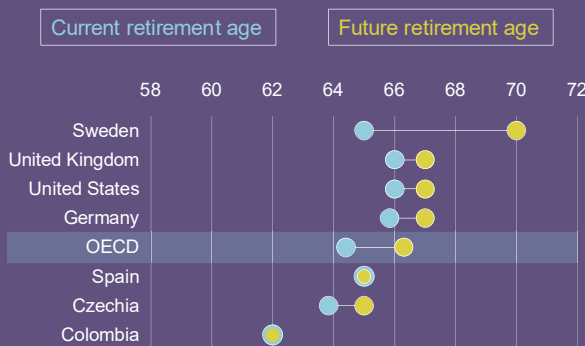 Current retirement age
Future retirement age
58 60 62 64 66 68 70 72
Sweden
United Kingdom
United States
Germany
OECD
Spain
Czechia
Colombia